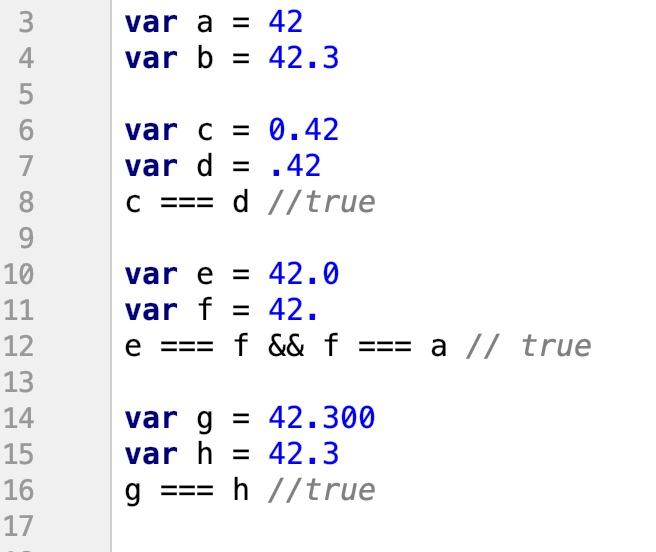 3 var a = 42
4 var b = 42.3
5
6 var c = 0.42
7 var d = .42
8 c === d //true
9
10 var e = 42.0
11 var f = 42.
12 e === f && f === a // true
13
14 var g = 42.300
15 var h = 42.3
16 g === h //true
17